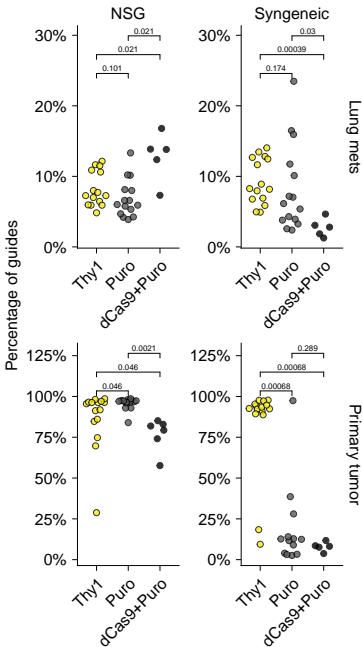 NSG
Syngeneic
Percentage of guides
30%
20%
10%
0%
0.021
0.021
0.101
Thy1
Puro
dCas9+Puro
30%
20%
10%
0%
0.03
0.00039
0.174
Thy1
Puro
dCas9+Puro
Lung mets
125%
100%
75%
50%
25%
0%
0.0021
0.046
0.046
Thy1
Puro
dCas9+Puro
125%
100%
75%
50%
25%
0%
0.289
0.00068
0.00068
Thy1
Puro
dCas9+Puro
Primary tumor